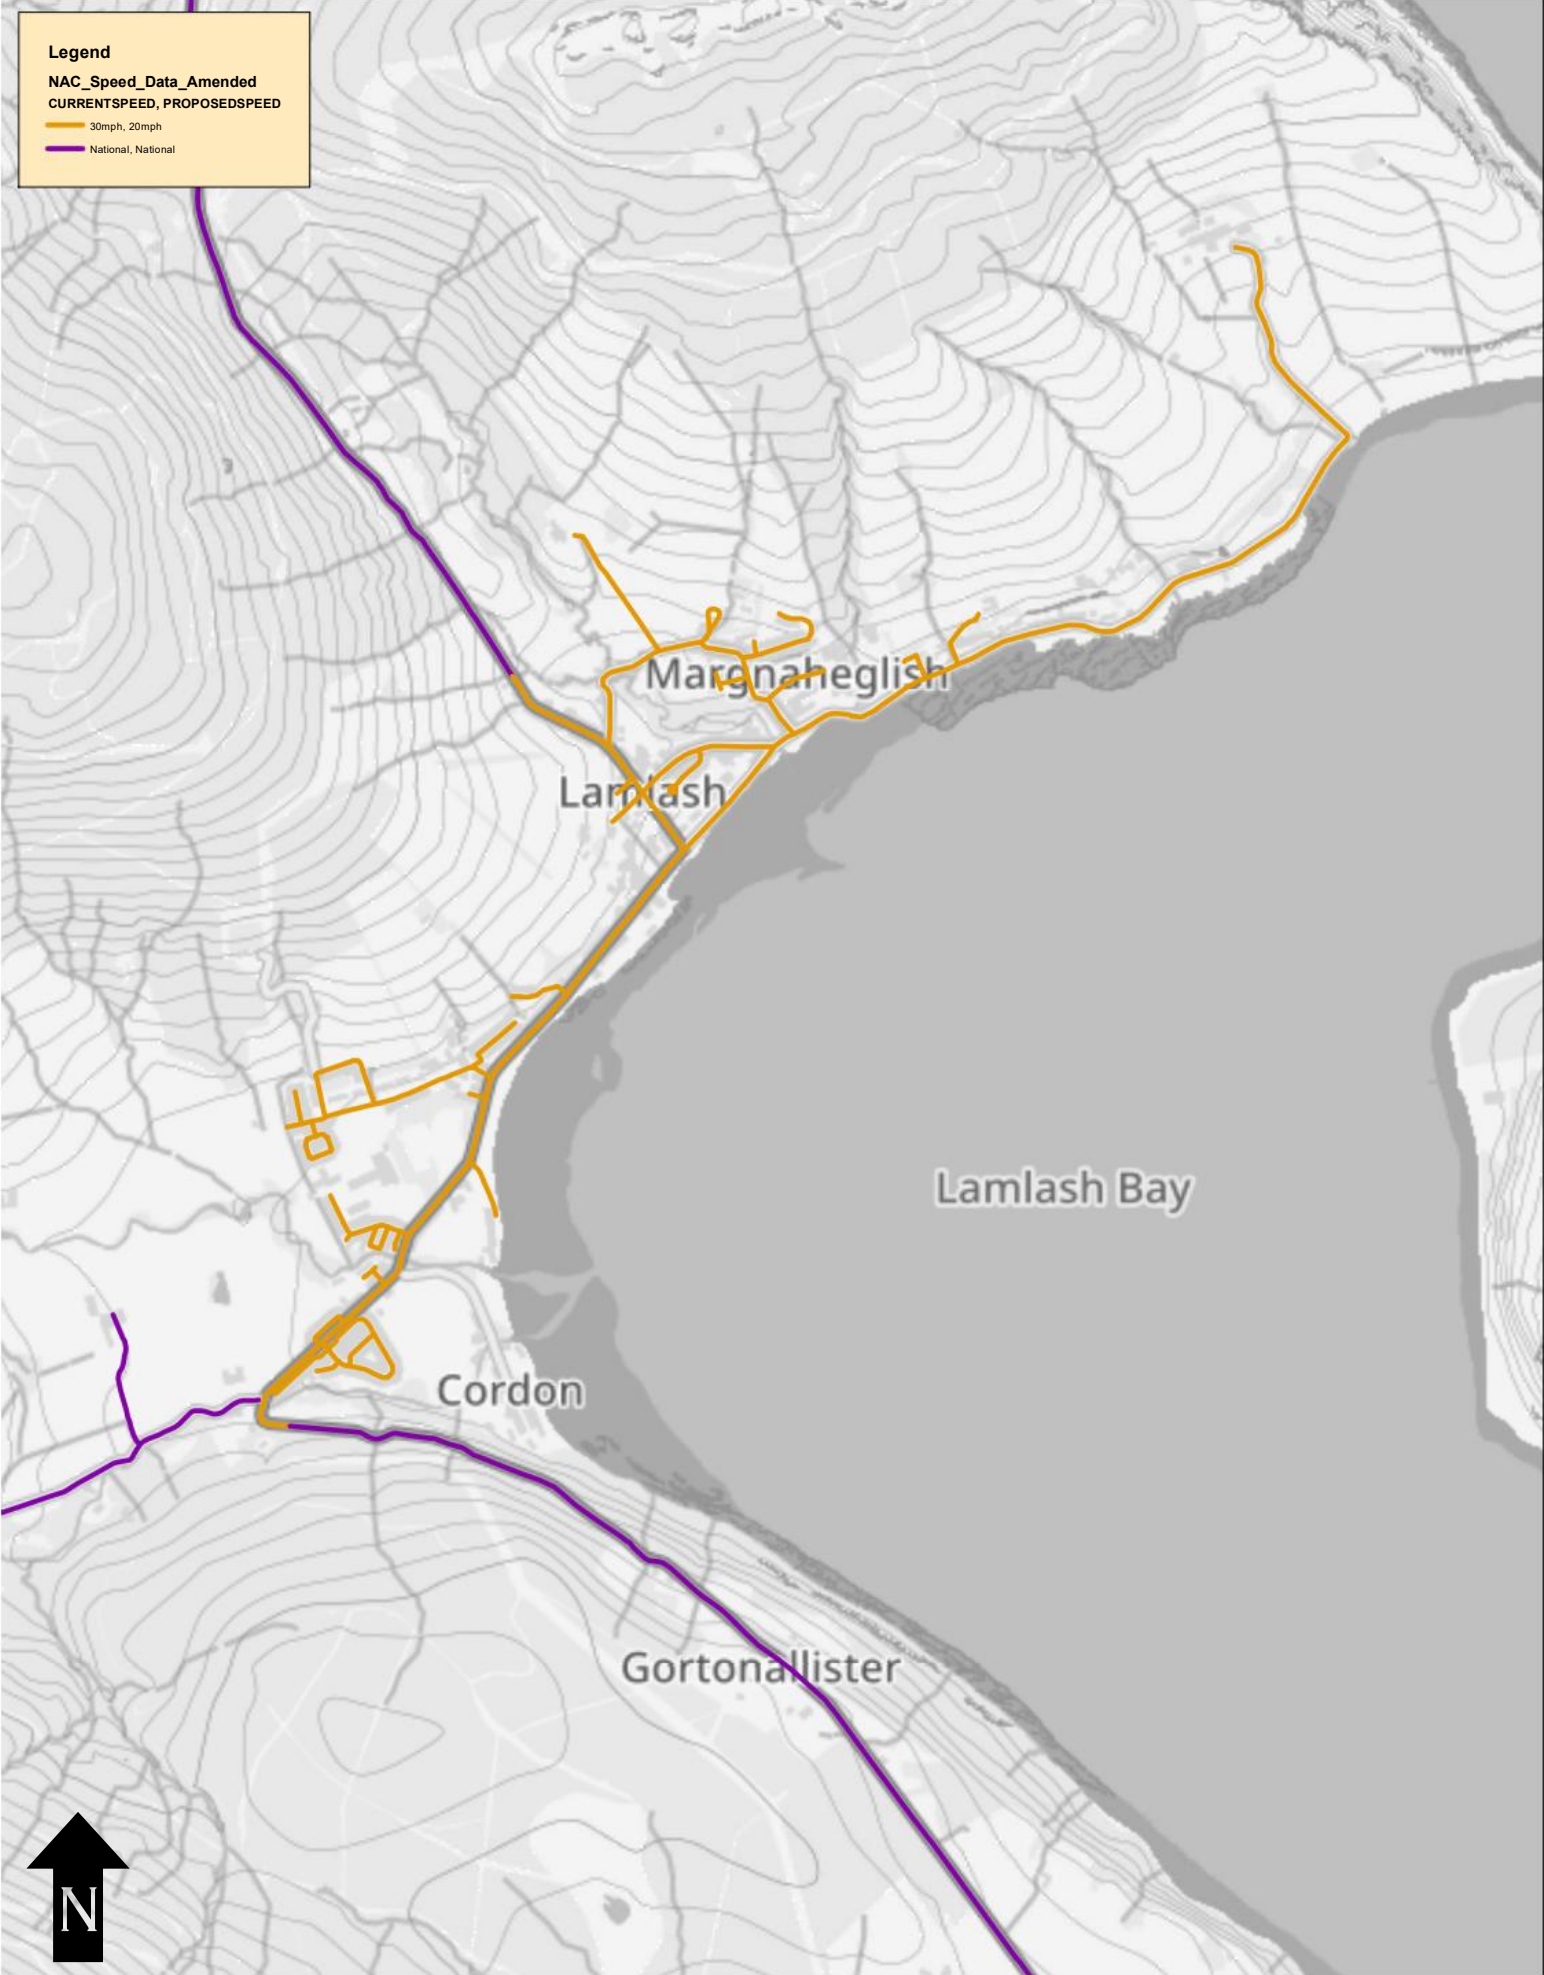 Legend
NAC_Speed_Data_Amended
CURRENTSPEED, PROPOSEDSPEED
30mph, 20mph
National, National
Margnaheglish
Lamlash
Lamlash Bay
Cordon
Gortonallister
N